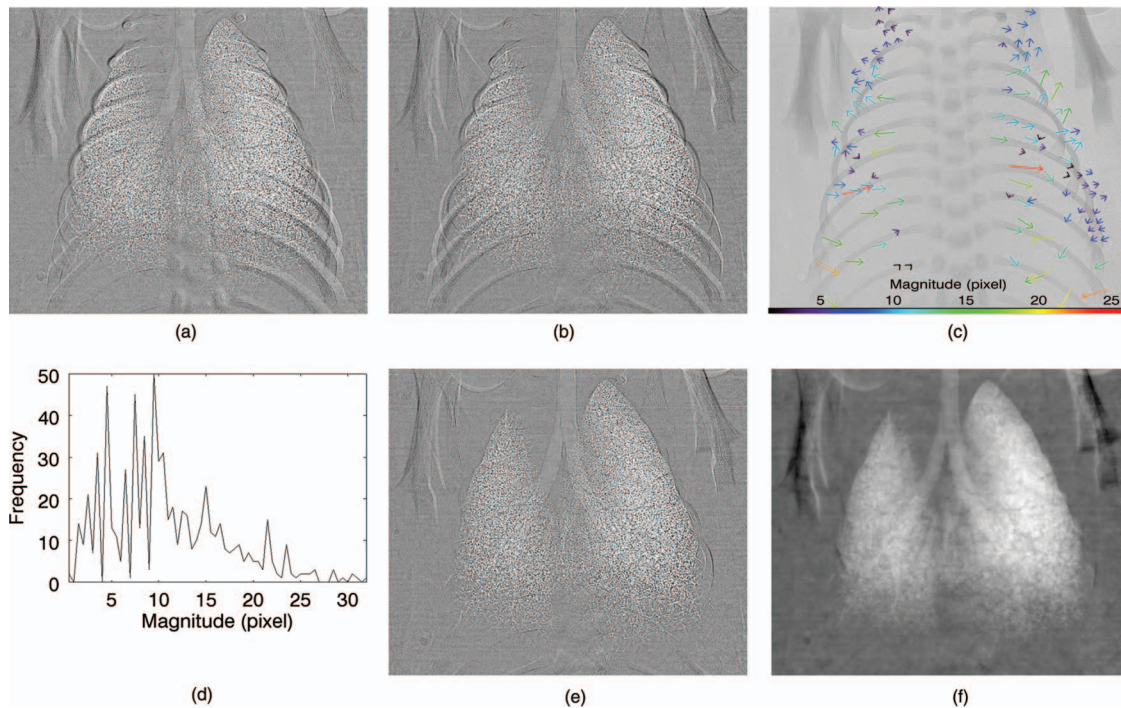 Magnitude (pixel)
5 10 15 20 25
(a)
(b)
(c)
50
40
30
20
10
0
Frequency
5 10 15 20 25 30
Magnitude (pixel)
(d)
(e)
(f)